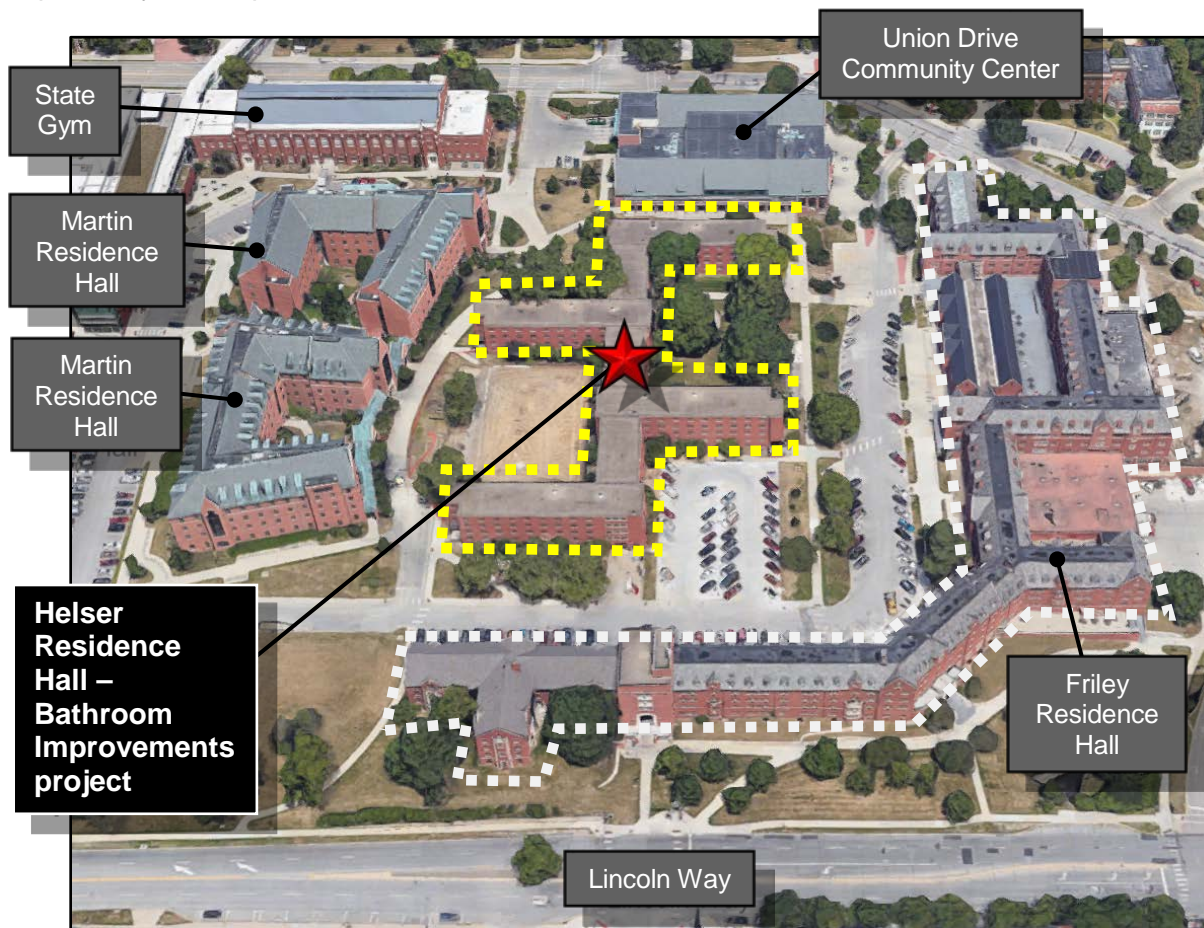 Union Drive
Community Center
State
Gym
Martin
Residence
Hall
Martin
Residence
Hall
Helser
Residence
Hall –
Bathroom
Improvements
project
Friley
Residence
Hall
Lincoln Way